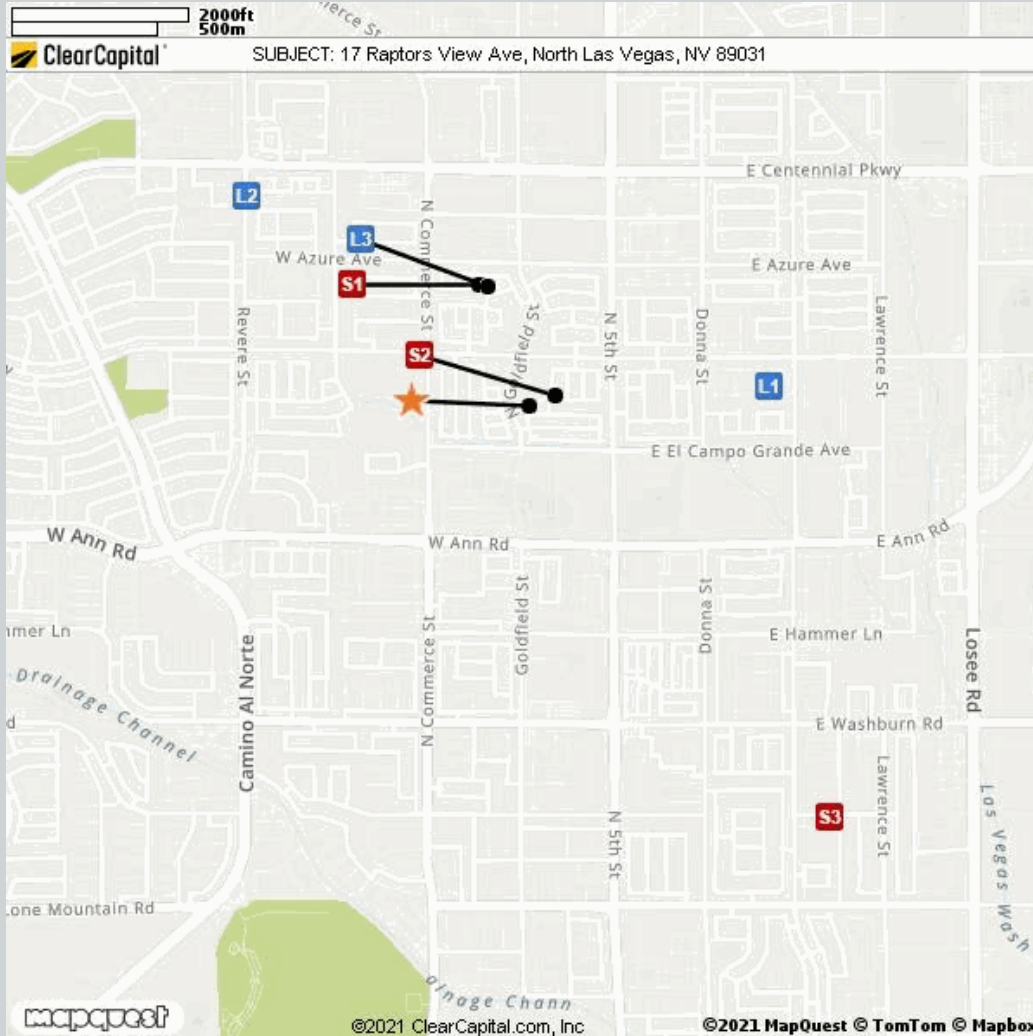 2000ft
500m
ClearCapital
SUBJECT: 17 Raptors View Ave, North Las Vegas, NV 89031
E Centennial Pkwy
L2
N Commerce St
L3
W Azure Ave
E Azure Ave
S1
Revere St
N Goldfield St
N 5th St
Donna St
Lawrence St
S2
L1
E El Campo Grande Ave
W Ann Rd
W Ann Rd
E Ann Rd
Goldfield St
Donna St
E Hammer Ln
Losee Rd
Drainage Channel
Camino Al Norte
N Commerce St
E Washburn Rd
Lawrence St
S3
N 5th St
Las Vegas Wash
mapquest
©2021 ClearCapital.com, Inc
©2021 MapQuest © TomTom © Mapbox